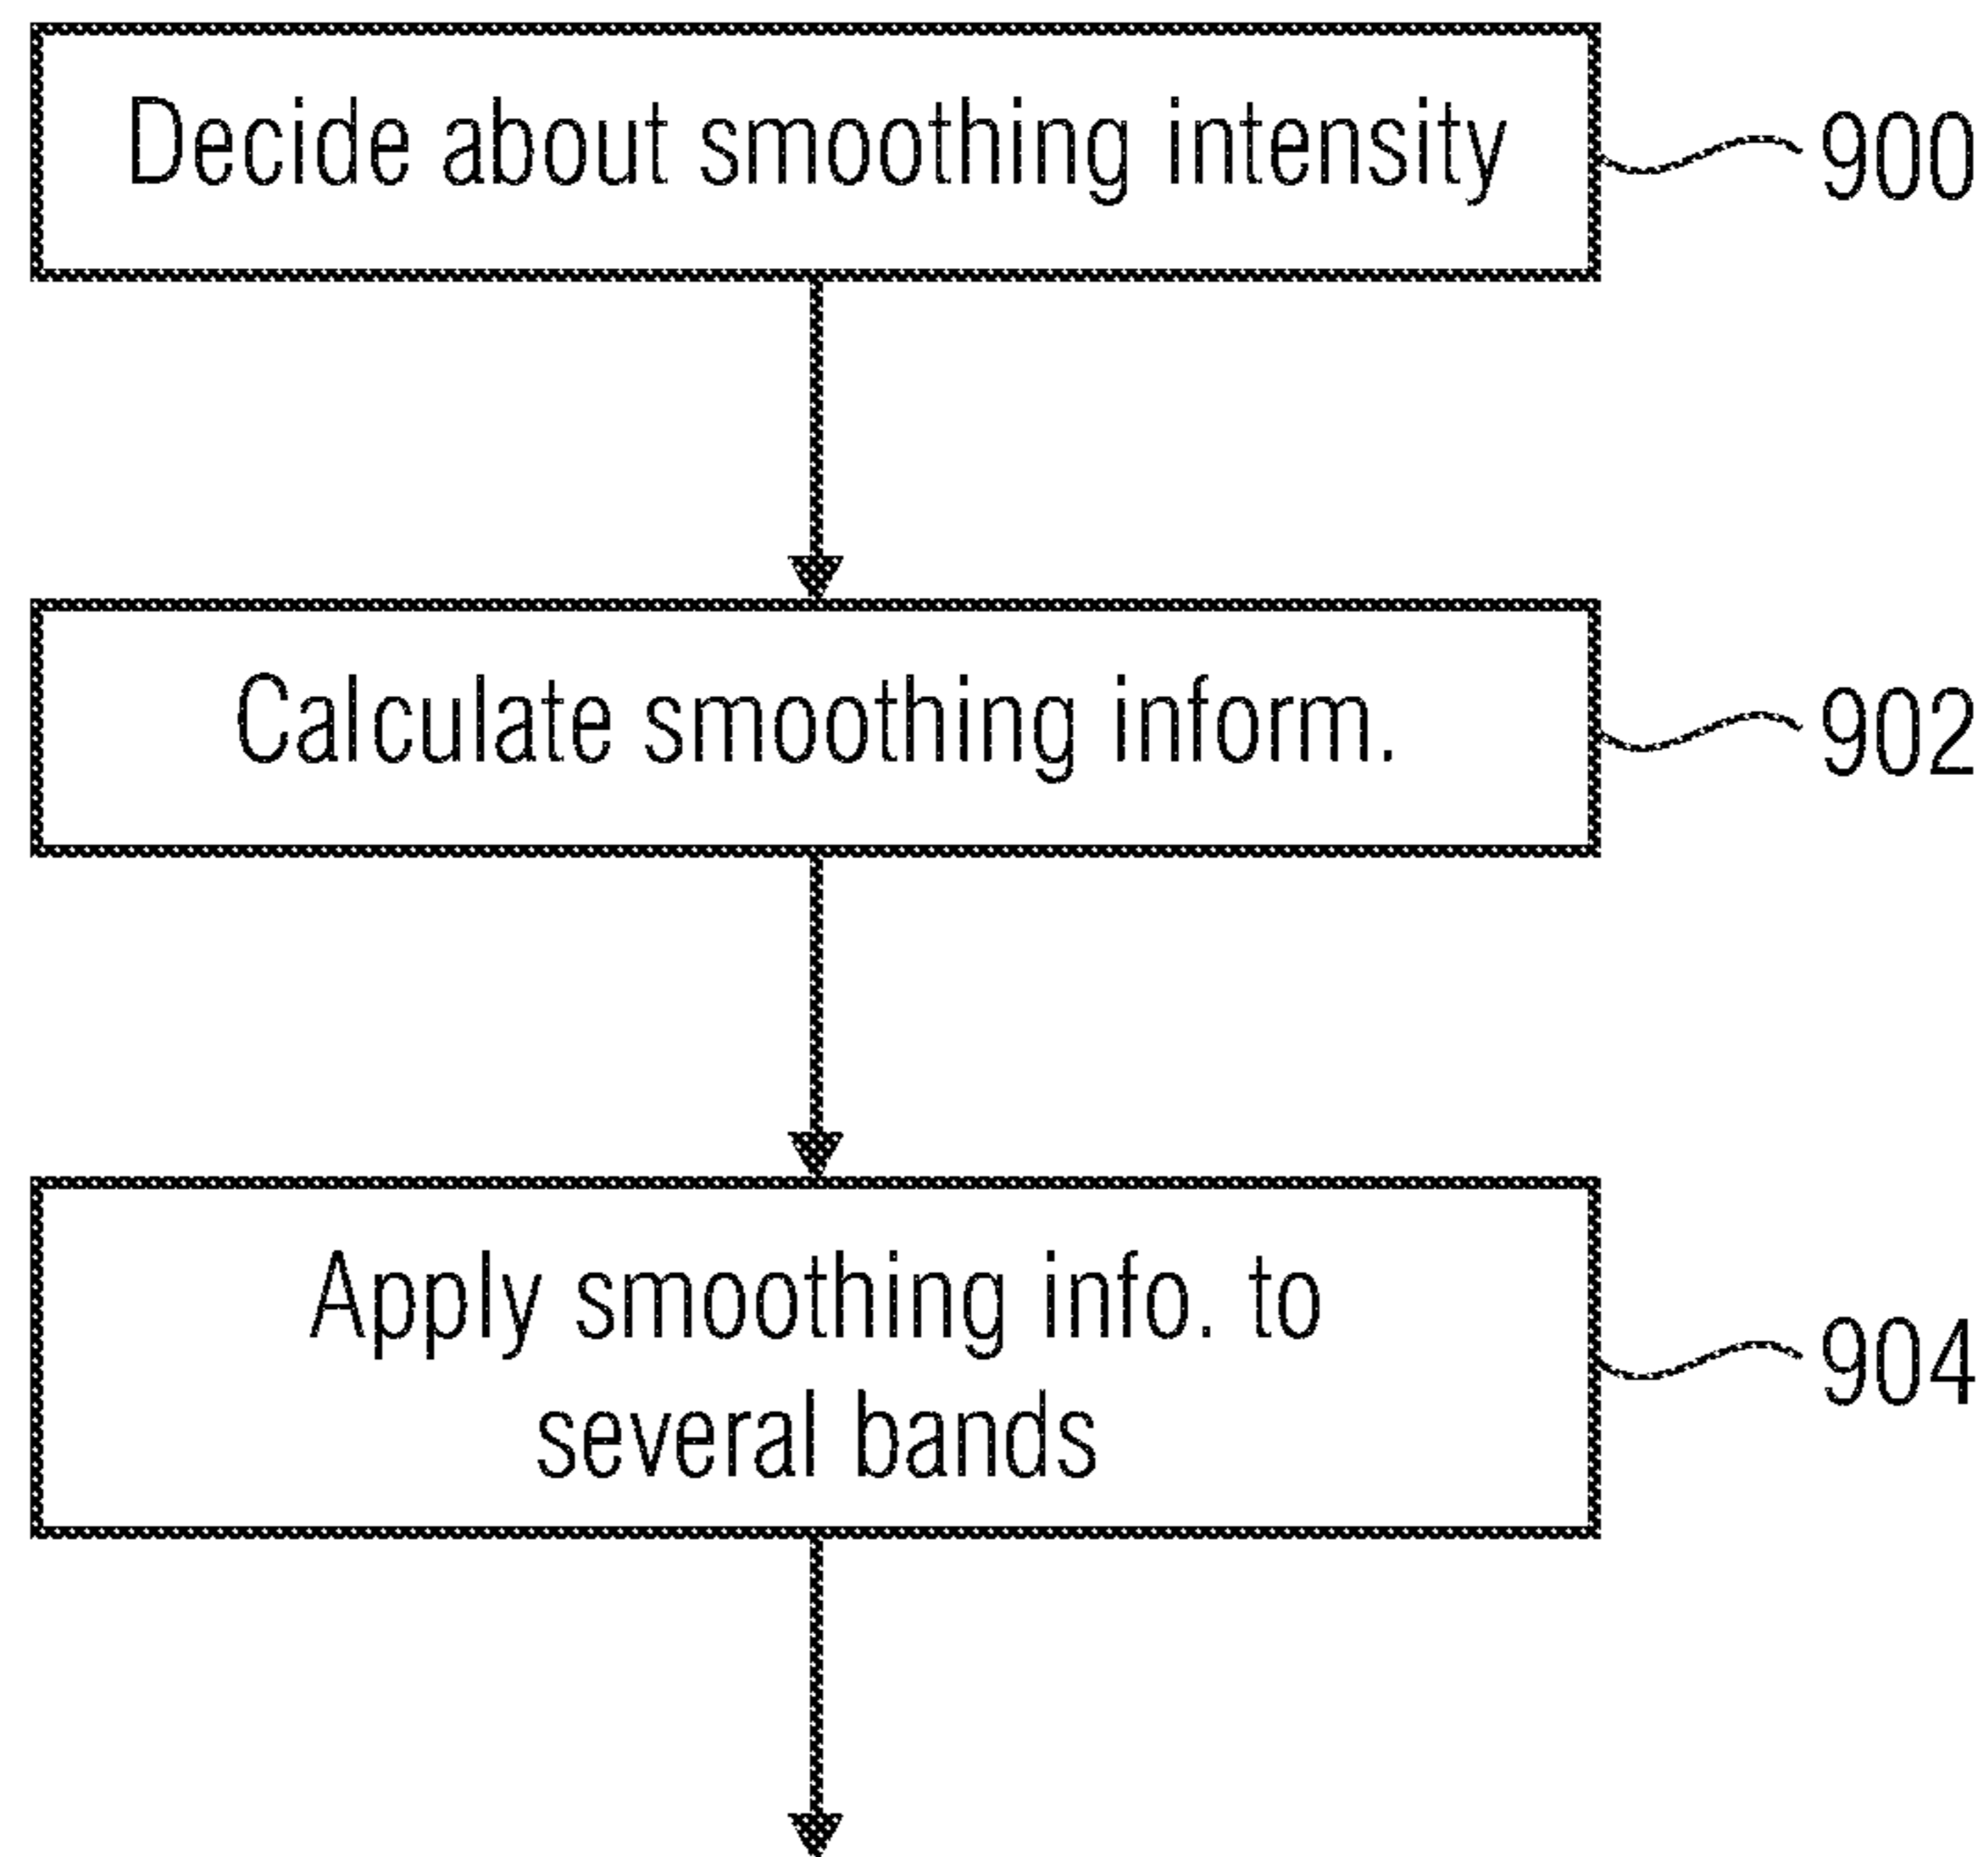 Decide about smoothing intensity
900
Calculate smoothing inform.
902
Apply smoothing info. to
several bands
904